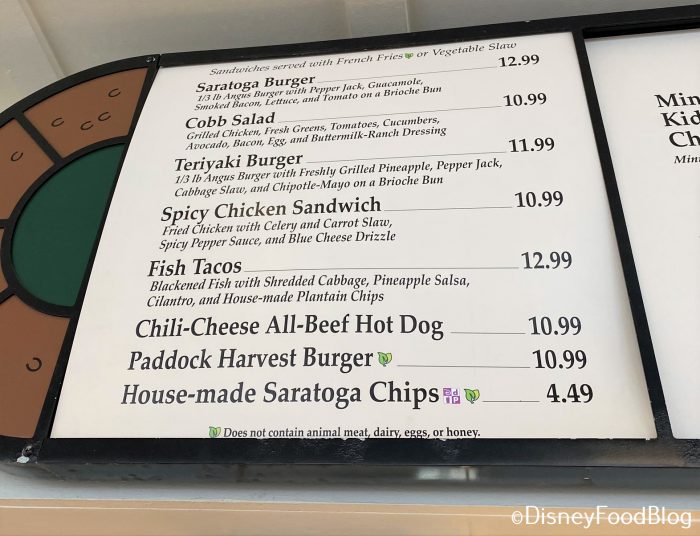 Sandwiches served with French Fries or Vegetable Slaw
Saratoga Burger 12.99
1/3 lb Angus Burger with Pepper Jack, Guacamole,
Smoked Bacon, Lettuce, and Tomato on a Brioche Bun
Cobb Salad 10.99
Grilled Chicken, Fresh Greens, Tomatoes, Cucumbers,
Avocado, Bacon, Egg, and Buttermilk-Ranch Dressing
Teriyaki Burger 11.99
1/3 lb Angus Burger with Freshly Grilled Pineapple, Pepper Jack,
Cabbage Slaw, and Chipotle-Mayo on a Brioche Bun
Spicy Chicken Sandwich 10.99
Fried Chicken with Celery and Carrot Slaw,
Spicy Pepper Sauce, and Blue Cheese Drizzle
Fish Tacos 12.99
Blackened Fish with Shredded Cabbage, Pineapple Salsa,
Cilantro, and House-made Plantain Chips
Chili-Cheese All-Beef Hot Dog 10.99
Paddock Harvest Burger 10.99
House-made Saratoga Chips 4.49
Does not contain animal meat, dairy, eggs, or honey.
Min
Kid
Ch
Mini
©DisneyFoodBlog